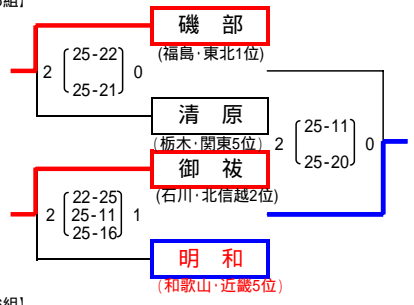 組】
磯 部
(福島・東北1位)
2 25-22 0
25-21
清 原
(栃木・関東5位)
2 25-11 0
25-20
御 祓
(石川・北信越2位)
22-25
2 25-11 1
25-16
明 和
(和歌山・近畿5位)
組】